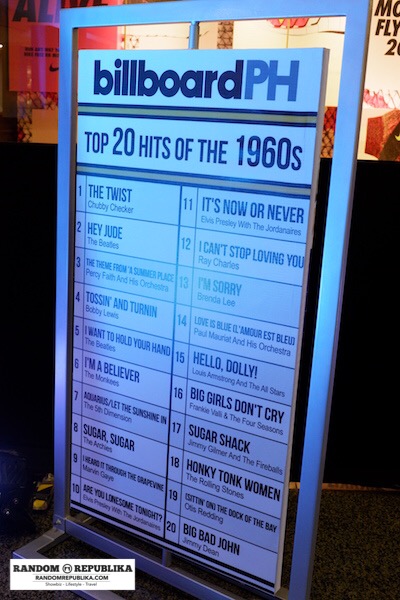 ALIVE
MO
FLY
20
billboardPH
TOP 20 HITS OF THE 1960s
1 THE TWIST
Chubby Checker
2 HEY JUDE
The Beatles
3 THE THEME FROM 'A SUMMER PLACE'
Percy Faith And His Orchestra
4 TOSSIN' AND TURNIN
Bobby Lewis
5 I WANT TO HOLD YOUR HAND
The Beatles
6 I'M A BELIEVER
The Monkees
7 AQUARIUS/LET THE SUNSHINE IN
The 5th Dimension
8 SUGAR, SUGAR
The Archies
9 I HEARD IT THROUGH THE GRAPEVINE
Marvin Gaye
10 ARE YOU LONESOME TONIGHT?
Elvis Presley With The Jordanaires
11 IT'S NOW OR NEVER
Elvis Presley With The Jordanaires
12 I CAN'T STOP LOVING YOU
Ray Charles
13 I'M SORRY
Brenda Lee
14 LOVE IS BLUE (L'AMOUR EST BLEU)
Paul Mauriat And His Orchestra
15 HELLO, DOLLY!
Louis Armstrong And The All Stars
16 BIG GIRLS DON'T CRY
Frankie Valli & The Four Seasons
17 SUGAR SHACK
Jimmy Gilmer And The Fireballs
18 HONKY TONK WOMEN
The Rolling Stones
19 (SITTIN' ON THE DOCK OF THE BAY
Otis Redding
20 BIG BAD JOHN
Jimmy Dean
RANDOM R REPUBLIKA
RANDOMREPUBLIKA.COM
Showbiz - Lifestyle - Travel